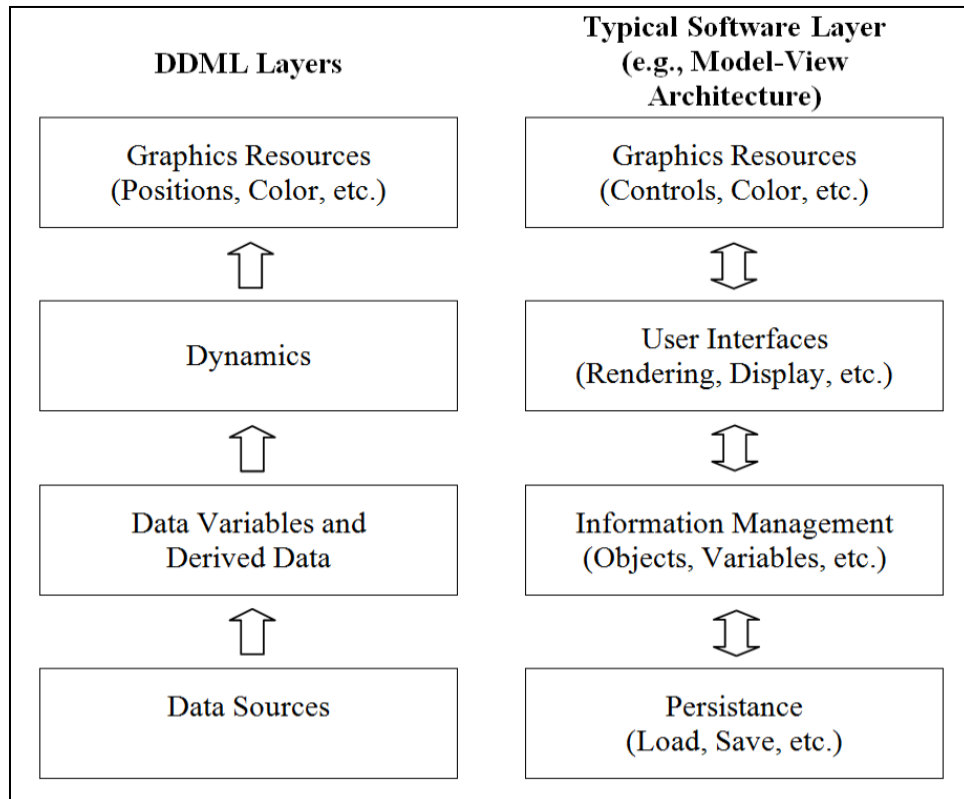 DDML Layers
Graphics Resources
(Positions, Color, etc.)
Dynamics
Data Variables and
Derived Data
Data Sources
Typical Software Layer
(e.g., Model-View
Architecture)
Graphics Resources
(Controls, Color, etc.)
User Interfaces
(Rendering, Display, etc.)
Information Management
(Objects, Variables, etc.)
Persistance
(Load, Save, etc.)